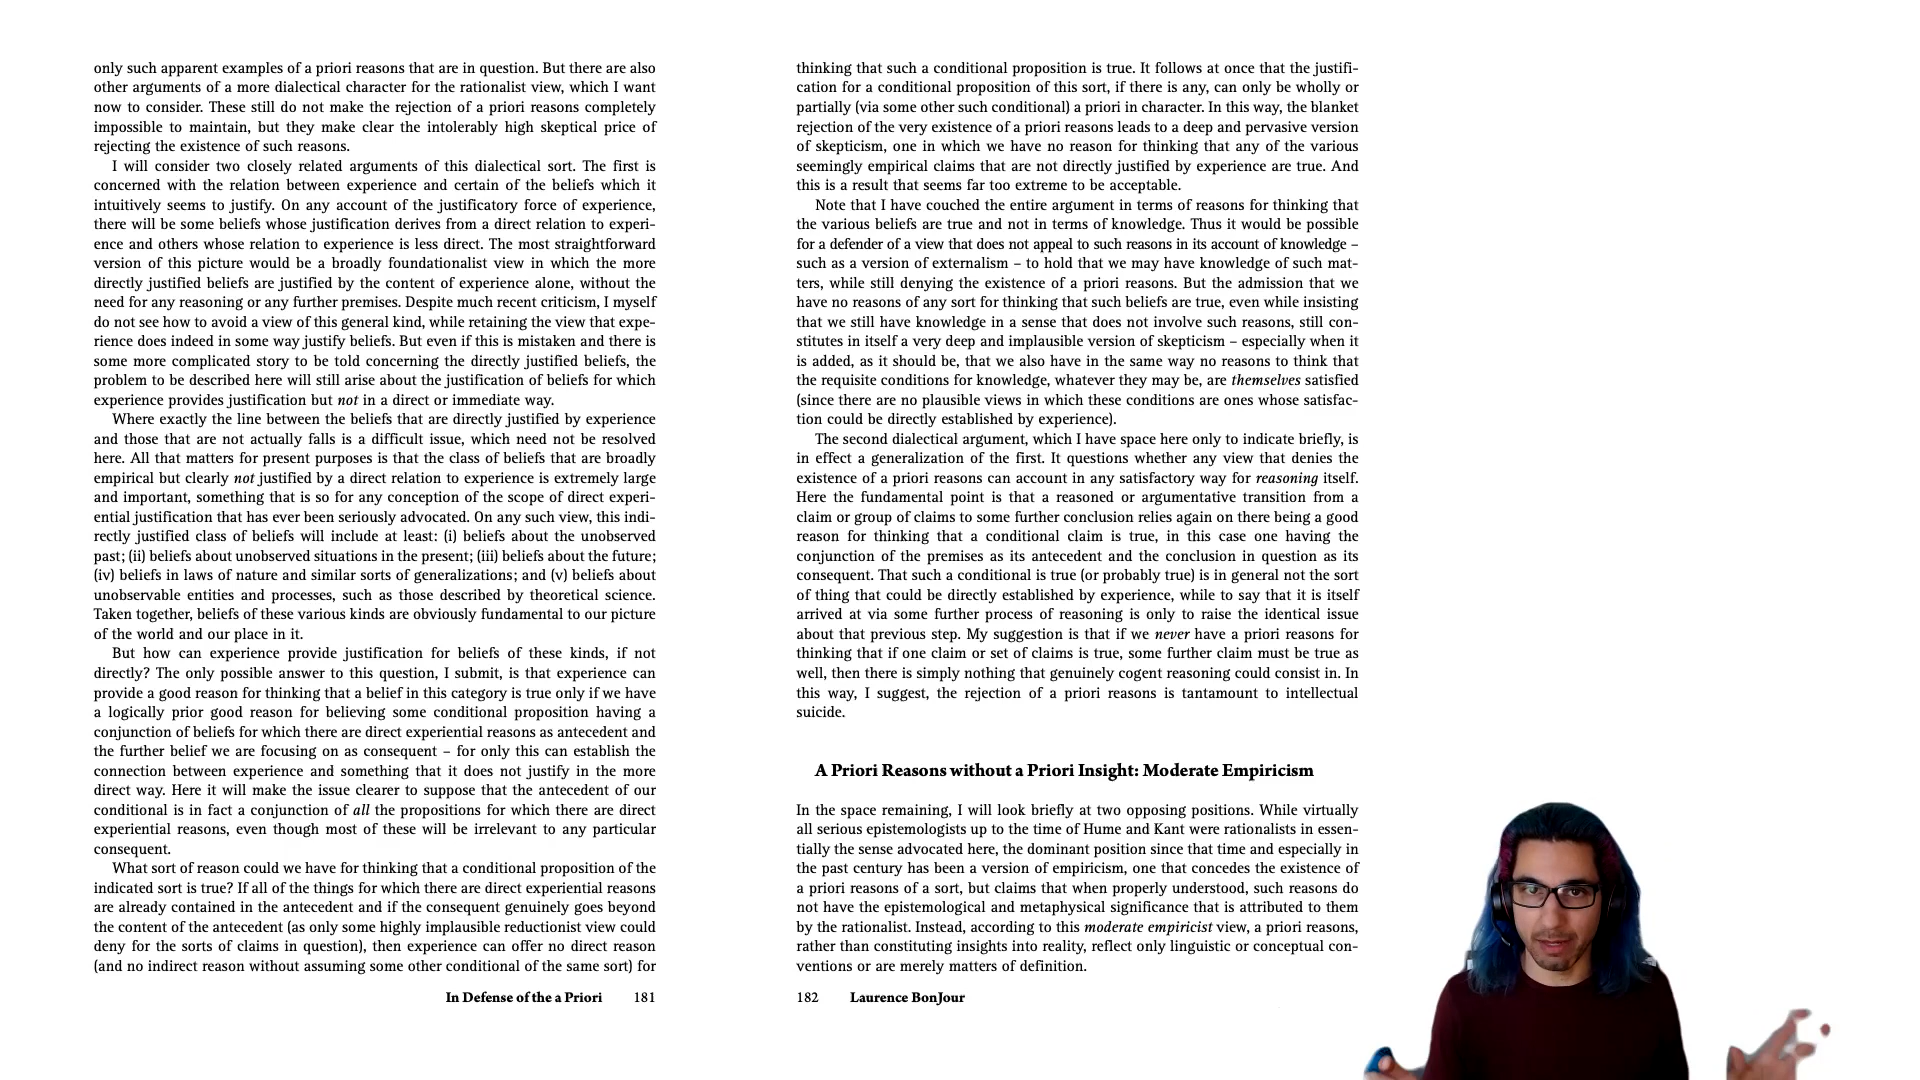 only such apparent examples of a priori reasons that are in question. But there are also
other arguments of a more dialectical character for the rationalist view, which I want
now to consider. These still do not make the rejection of a priori reasons completely
impossible to maintain, but they make clear the intolerably high skeptical price of
rejecting the existence of such reasons.
I will consider two closely related arguments of this dialectical sort. The first is
concerned with the relation between experience and certain of the beliefs which it
intuitively seems to justify. On any account of the justificatory force of experience,
there will be some beliefs whose justification derives from a direct relation to experi-
ence and others whose relation to experience is less direct. The most straightforward
version of this picture would be a broadly foundationalist view in which the more
directly justified beliefs are justified by the content of experience alone, without the
need for any reasoning or any further premises. Despite much recent criticism, I myself
do not see how to avoid a view of this general kind, while retaining the view that expe-
rience does indeed in some way justify beliefs. But even if this is mistaken and there is
some more complicated story to be told concerning the directly justified beliefs, the
problem to be described here will still arise about the justification of beliefs for which
experience provides justification but not in a direct or immediate way.
Where exactly the line between the beliefs that are directly justified by experience
and those that are not actually falls is a difficult issue, which need not be resolved
here. All that matters for present purposes is that the class of beliefs that are broadly
empirical but clearly not justified by a direct relation to experience is extremely large
and important, something that is so for any conception of the scope of direct experi-
ential justification that has ever been seriously advocated. On any such view, this indi-
rectly justified class of beliefs will include at least: (i) beliefs about the unobserved
past; (ii) beliefs about unobserved situations in the present; (iii) beliefs about the future;
(iv) beliefs in laws of nature and similar sorts of generalizations; and (v) beliefs about
unobservable entities and processes, such as those described by theoretical science.
Taken together, beliefs of these various kinds are obviously fundamental to our picture
of the world and our place in it.
But how can experience provide justification for beliefs of these kinds, if not
directly? The only possible answer to this question, I submit, is that experience can
provide a good reason for thinking that a belief in this category is true only if we have
a logically prior good reason for believing some conditional proposition having a
conjunction of beliefs for which there are direct experiential reasons as antecedent and
the further belief we are focusing on as consequent – for only this can establish the
connection between experience and something that it does not justify in the more
direct way. Here it will make the issue clearer to suppose that the antecedent of our
conditional is in fact a conjunction of all the propositions for which there are direct
experiential reasons, even though most of these will be irrelevant to any particular
consequent.
What sort of reason could we have for thinking that a conditional proposition of the
indicated sort is true? If all of the things for which there are direct experiential reasons
are already contained in the antecedent and if the consequent genuinely goes beyond
the content of the antecedent (as only some highly implausible reductionist view could
deny for the sorts of claims in question), then experience can offer no direct reason
(and no indirect reason without assuming some other conditional of the same sort) for
In Defense of the a Priori 181
thinking that such a conditional proposition is true. It follows at once that the justifi-
cation for a conditional proposition of this sort, if there is any, can only be wholly or
partially (via some other such conditional) a priori in character. In this way, the blanket
rejection of the very existence of a priori reasons leads to a deep and pervasive version
of skepticism, one in which we have no reason for thinking that any of the various
seemingly empirical claims that are not directly justified by experience are true. And
this is a result that seems far too extreme to be acceptable.
Note that I have couched the entire argument in terms of reasons for thinking that
the various beliefs are true and not in terms of knowledge. Thus it would be possible
for a defender of a view that does not appeal to such reasons in its account of knowledge –
such as a version of externalism – to hold that we may have knowledge of such mat-
ters, while still denying the existence of a priori reasons. But the admission that we
have no reasons of any sort for thinking that such beliefs are true, even while insisting
that we still have knowledge in a sense that does not involve such reasons, still con-
stitutes in itself a very deep and implausible version of skepticism – especially when it
is added, as it should be, that we also have in the same way no reasons to think that
the requisite conditions for knowledge, whatever they may be, are themselves satisfied
(since there are no plausible views in which these conditions are ones whose satisfac-
tion could be directly established by experience).
The second dialectical argument, which I have space here only to indicate briefly, is
in effect a generalization of the first. It questions whether any view that denies the
existence of a priori reasons can account in any satisfactory way for reasoning itself.
Here the fundamental point is that a reasoned or argumentative transition from a
claim or group of claims to some further conclusion relies again on there being a good
reason for thinking that a conditional claim is true, in this case one having the
conjunction of the premises as its antecedent and the conclusion in question as its
consequent. That such a conditional is true (or probably true) is in general not the sort
of thing that could be directly established by experience, while to say that it is itself
arrived at via some further process of reasoning is only to raise the identical issue
about that previous step. My suggestion is that if we never have a priori reasons for
thinking that if one claim or set of claims is true, some further claim must be true as
well, then there is simply nothing that genuinely cogent reasoning could consist in. In
this way, I suggest, the rejection of a priori reasons is tantamount to intellectual
suicide.
A Priori Reasons without a Priori Insight: Moderate Empiricism
In the space remaining, I will look briefly at two opposing positions. While virtually
all serious epistemologists up to the time of Hume and Kant were rationalists in essen-
tially the sense advocated here, the dominant position since that time and especially in
the past century has been a version of empiricism, one that concedes the existence of
a priori reasons of a sort, but claims that when properly understood, such reasons do
not have the epistemological and metaphysical significance that is attributed to them
by the rationalist. Instead, according to this moderate empiricist view, a priori reasons,
rather than constituting insights into reality, reflect only linguistic or conceptual con-
ventions or are merely matters of definition.
182 Laurence BonJour